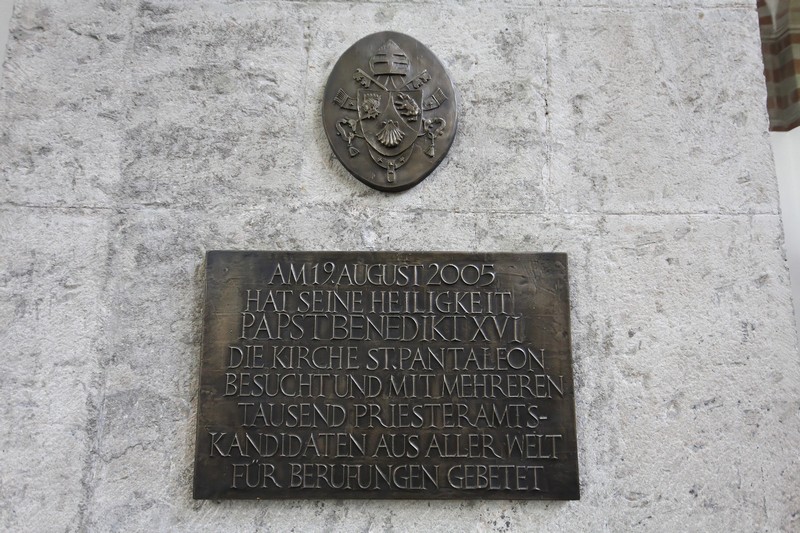 AM 19. AUGUST 2005
HAT SEINE HEILIGKEIT
PAPST BENEDIKT XVI
DIE KIRCHE ST. PANTALEON
BESUCHT UND MIT MEHREREN
TAUSEND PRIESTERAMTS-
KANDIDATEN AUS ALLER WELT
FÜR BERUFUNGEN GEBETET